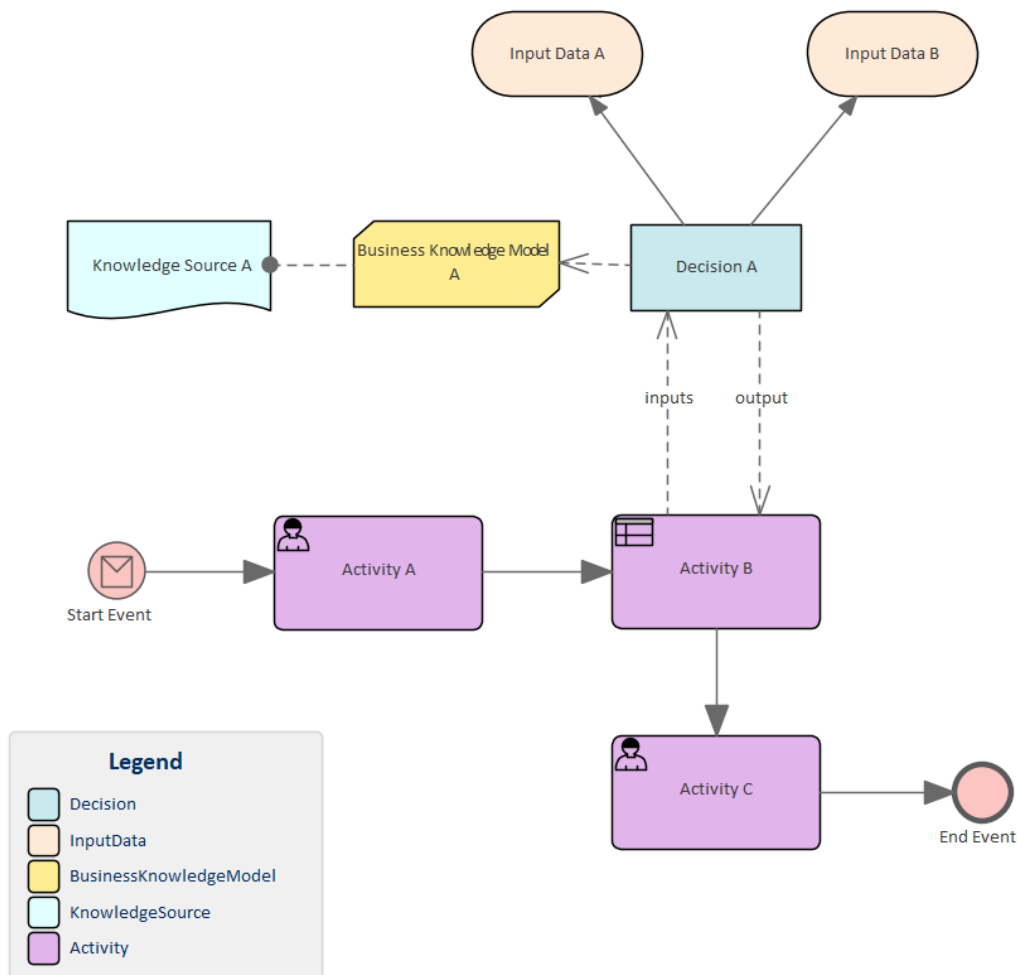 Input Data A
Input Data B
Knowledge Source A
Business Knowledge Model
A
Decision A
inputs
output
Activity A
Activity B
Start Event
Activity C
End Event
Legend
Decision
InputData
BusinessKnowledgeModel
KnowledgeSource
Activity